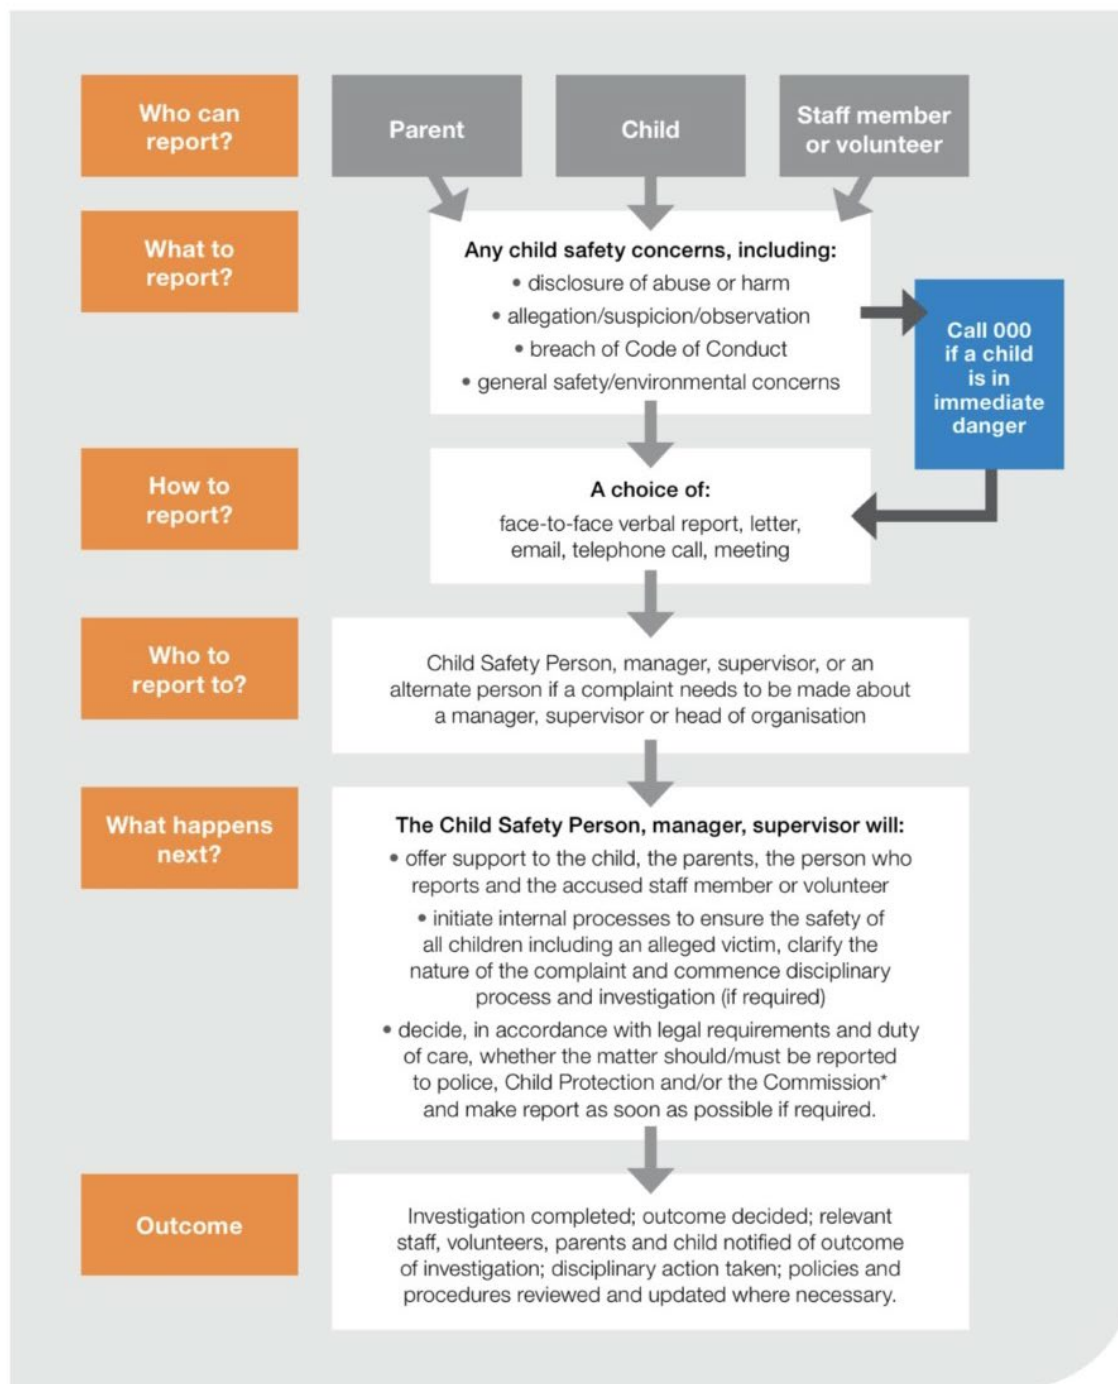 Who can
report?
Parent
Child
Staff member
or volunteer
What to
report?
Any child safety concerns, including:
• disclosure of abuse or harm
• allegation/suspicion/observation
• breach of Code of Conduct
• general safety/environmental concerns
Call 000
if a child
is in
immediate
danger
How to
report?
A choice of:
face-to-face verbal report, letter,
email, telephone call, meeting
Who to
report to?
Child Safety Person, manager, supervisor, or an
alternate person if a complaint needs to be made about
a manager, supervisor or head of organisation
What happens
next?
The Child Safety Person, manager, supervisor will:
• offer support to the child, the parents, the person who
reports and the accused staff member or volunteer
• initiate internal processes to ensure the safety of
all children including an alleged victim, clarify the
nature of the complaint and commence disciplinary
process and investigation (if required)
• decide, in accordance with legal requirements and duty
of care, whether the matter should/must be reported
to police, Child Protection and/or the Commission*
and make report as soon as possible if required.
Outcome
Investigation completed; outcome decided; relevant
staff, volunteers, parents and child notified of outcome
of investigation; disciplinary action taken; policies and
procedures reviewed and updated where necessary.